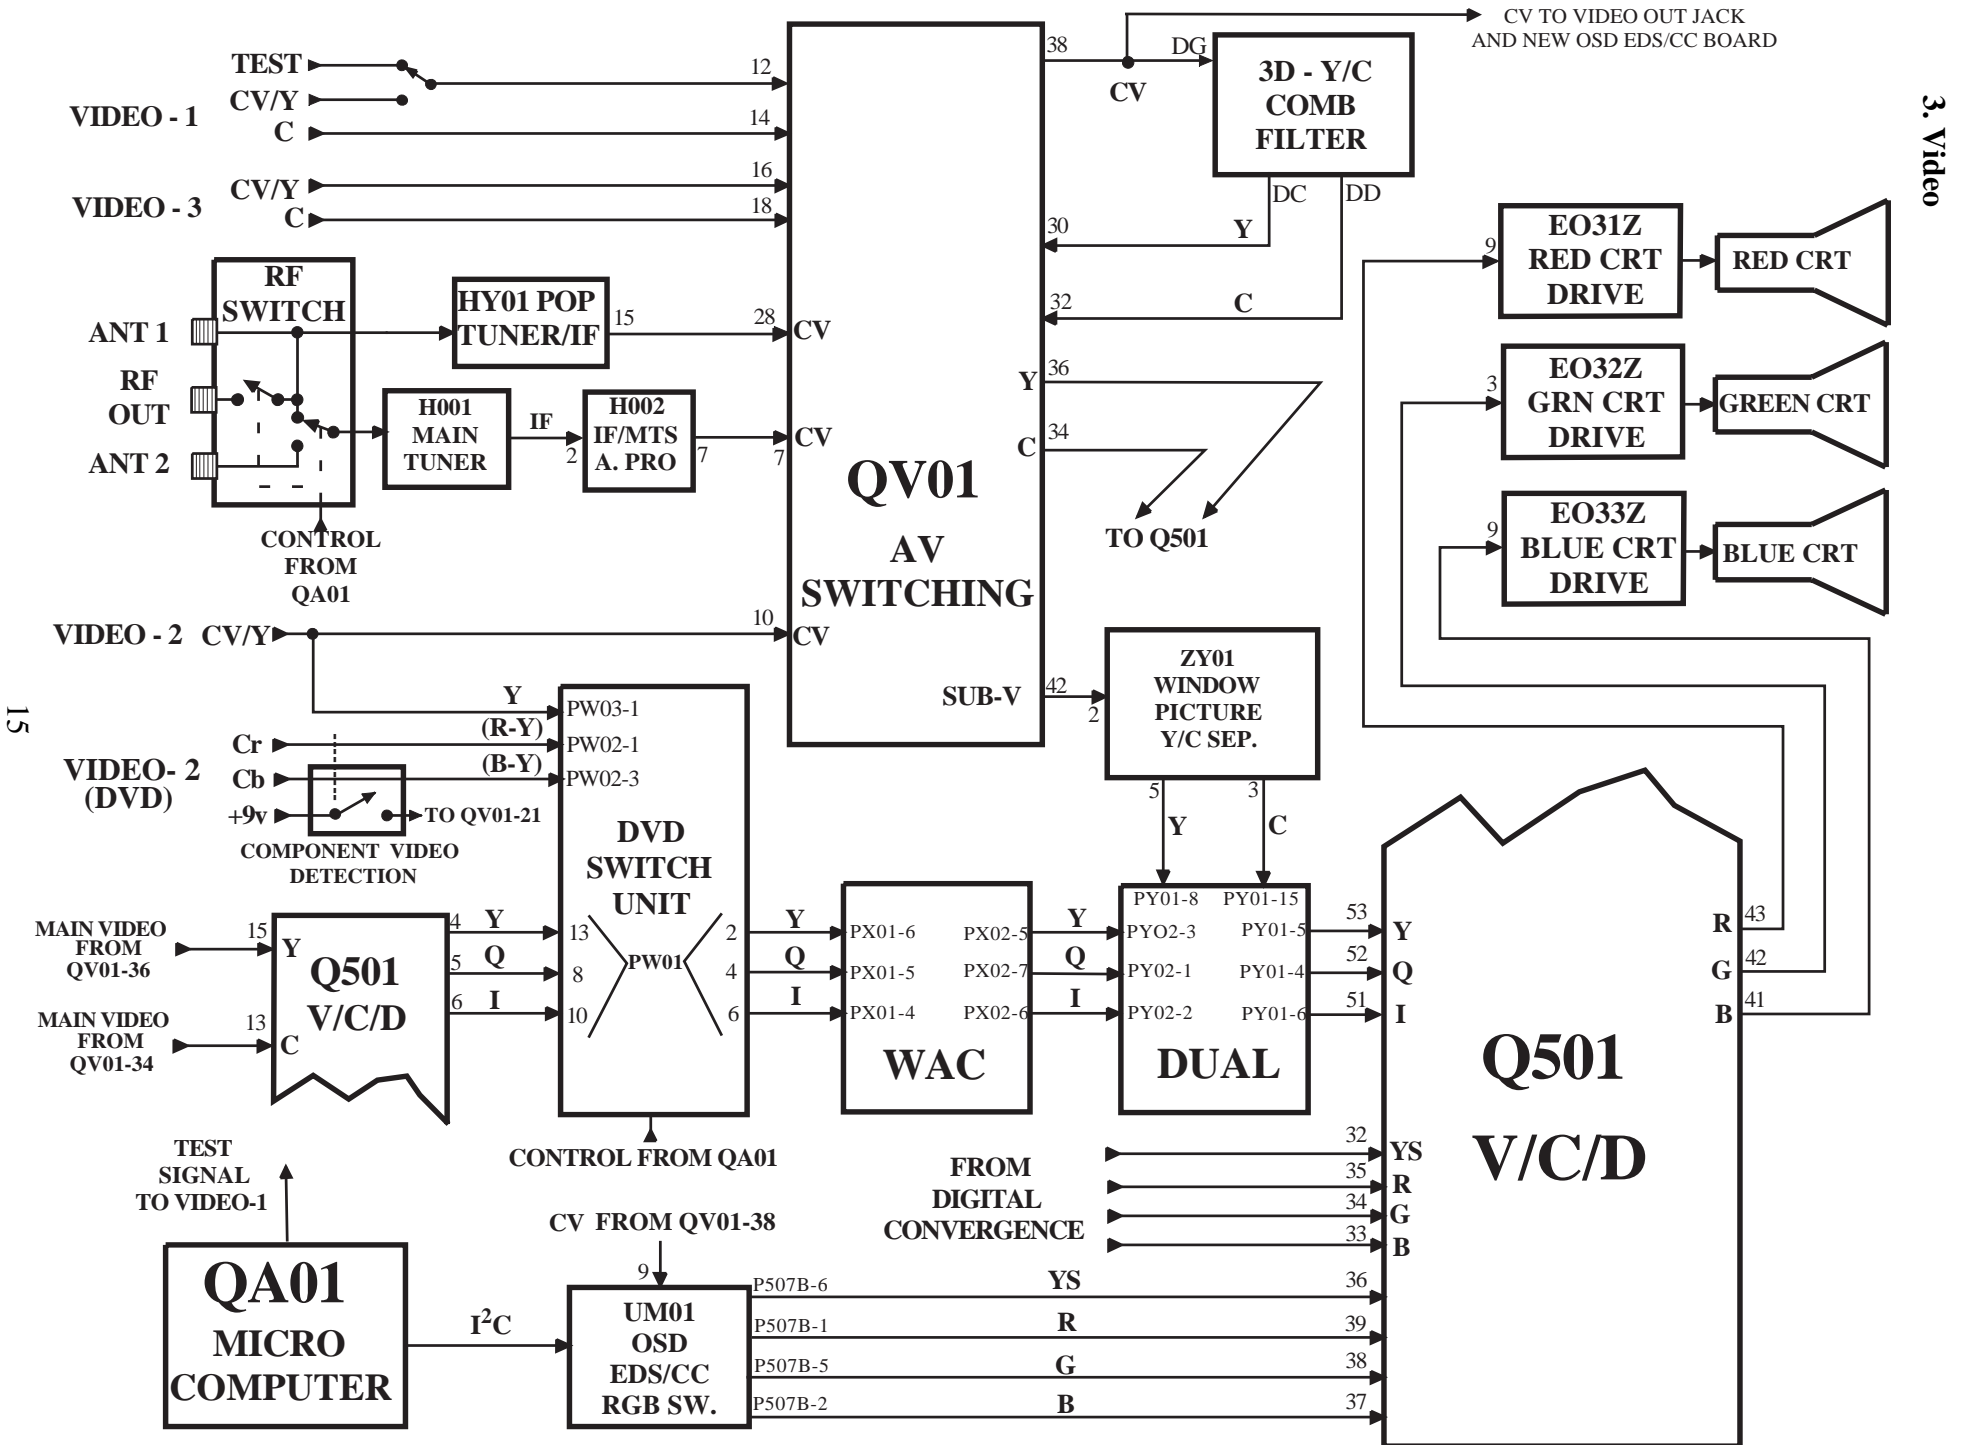 CV TO VIDEO OUT JACK
AND NEW OSD EDS/CC BOARD
3. Video
15
TEST
CV/Y
VIDEO - 1
C
12
14
CV/Y
VIDEO - 3
C
16
18
RF
SWITCH
ANT 1
RF
OUT
ANT 2
CONTROL
FROM
QA01
HY01 POP
TUNER/IF
15
28
CV
H001
MAIN
TUNER
IF
2
H002
IF/MTS
A. PRO
7
7
CV
QV01
AV
SWITCHING
38
CV
DG
3D - Y/C
COMB
FILTER
DC
DD
30
Y
32
C
Y
36
C
34
TO Q501
VIDEO - 2 CV/Y
10
CV
SUB-V
42
2
ZY01
WINDOW
PICTURE
Y/C SEP.
5
3
Y
C
9
EO31Z
RED CRT
DRIVE
RED CRT
3
EO32Z
GRN CRT
DRIVE
GREEN CRT
9
EO33Z
BLUE CRT
DRIVE
BLUE CRT
Y
PW03-1
(R-Y)
Cr
PW02-1
(B-Y)
VIDEO- 2
(DVD)
Cb
PW02-3
+9v
TO QV01-21
COMPONENT VIDEO
DETECTION
DVD
SWITCH
UNIT
PW01
MAIN VIDEO
FROM
QV01-36
15
Y
MAIN VIDEO
FROM
QV01-34
13
C
Q501
V/C/D
4
Y
13
5
Q
8
6
I
10
2
Y
PX01-6
4
Q
PX01-5
6
I
PX01-4
PX02-5
PX02-7
PX02-6
WAC
Y
Q
I
PY01-8
PY01-15
PYO2-3
PY01-5
PY02-1
PY01-4
PY02-2
PY01-6
DUAL
53
Y
52
Q
51
I
R
43
G
42
B
41
Q501
V/C/D
CONTROL FROM QA01
TEST
SIGNAL
TO VIDEO-1
FROM
DIGITAL
CONVERGENCE
32
YS
35
R
34
G
33
B
CV FROM QV01-38
9
QA01
MICRO
COMPUTER
I²C
UM01
OSD
EDS/CC
RGB SW.
P507B-6
YS
36
P507B-1
R
39
P507B-5
G
38
P507B-2
B
37